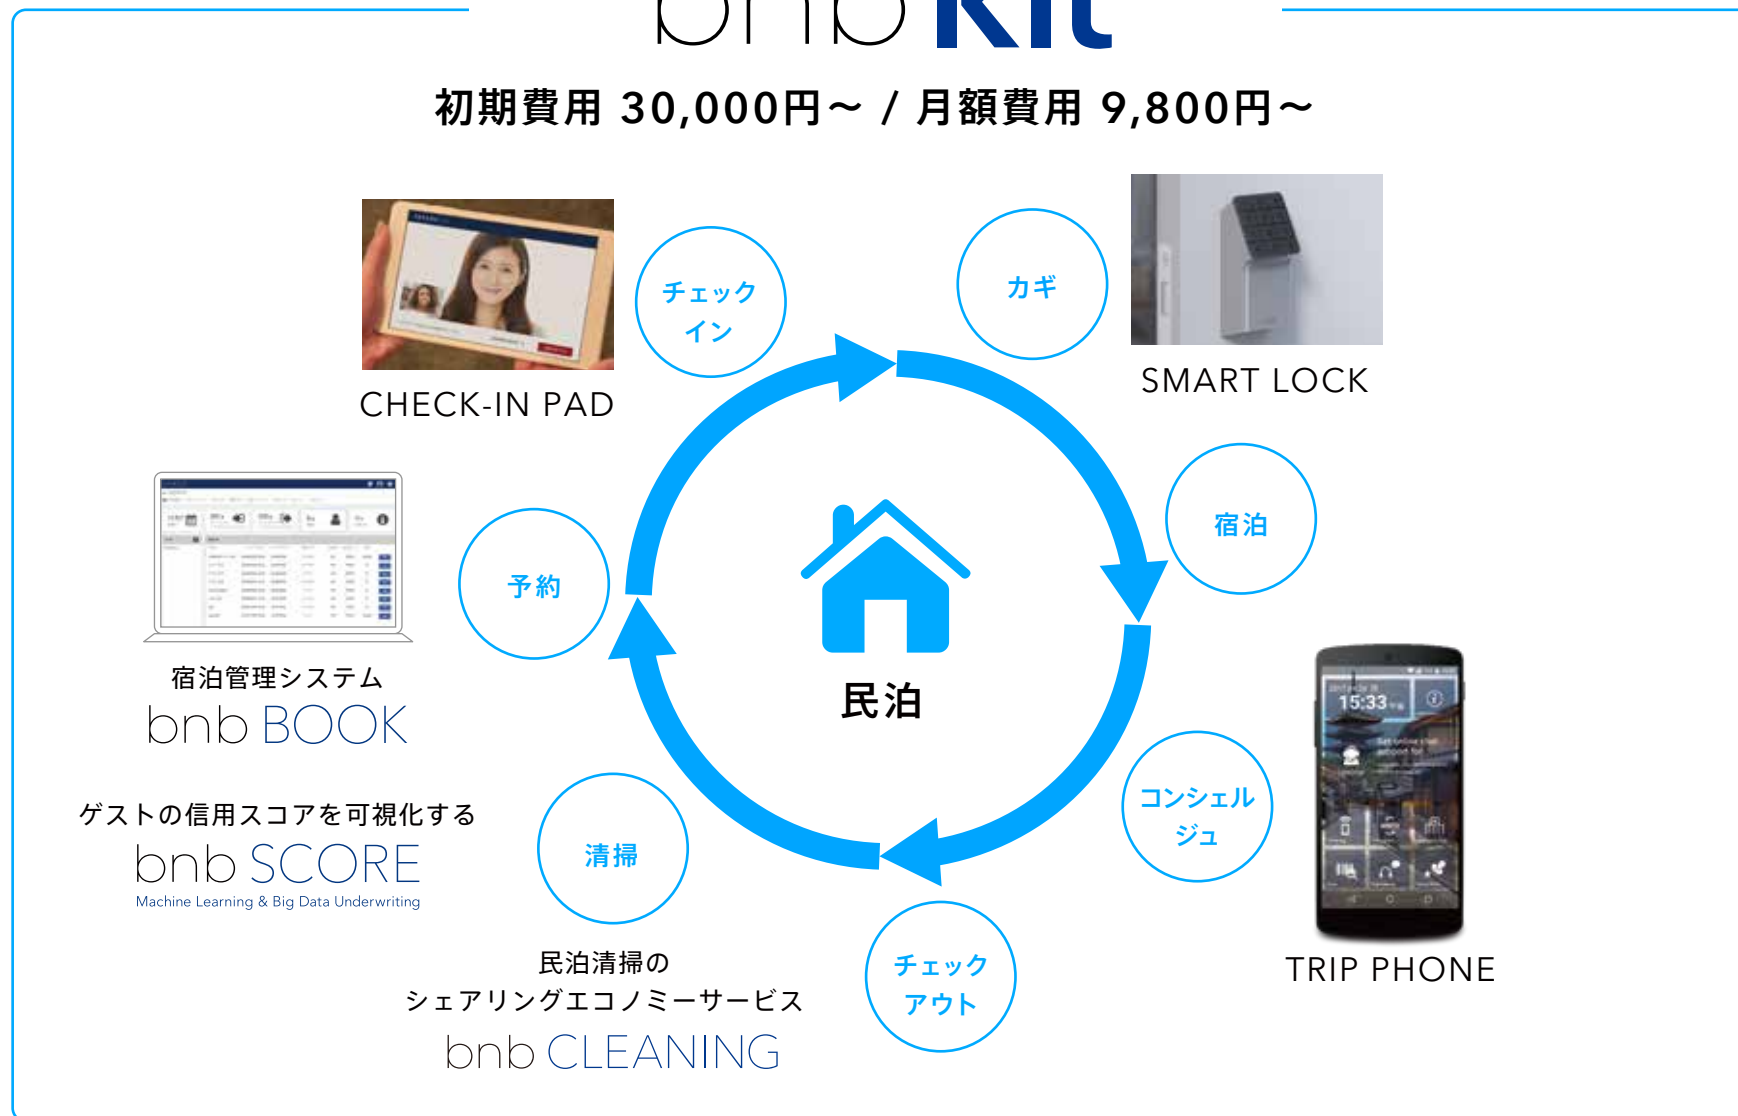 bnb Kit
初期費用 30,000円～ / 月額費用 9,800円～
チェック
イン
カギ
CHECK-IN PAD
SMART LOCK
宿泊
予約
宿泊管理システム
bnb BOOK
民泊
15:33
コンシェル
ジュ
ゲストの信用スコアを可視化する
bnb SCORE
Machine Learning & Big Data Underwriting
清掃
チェック
アウト
TRIP PHONE
民泊清掃の
シェアリングエコノミーサービス
bnb CLEANING